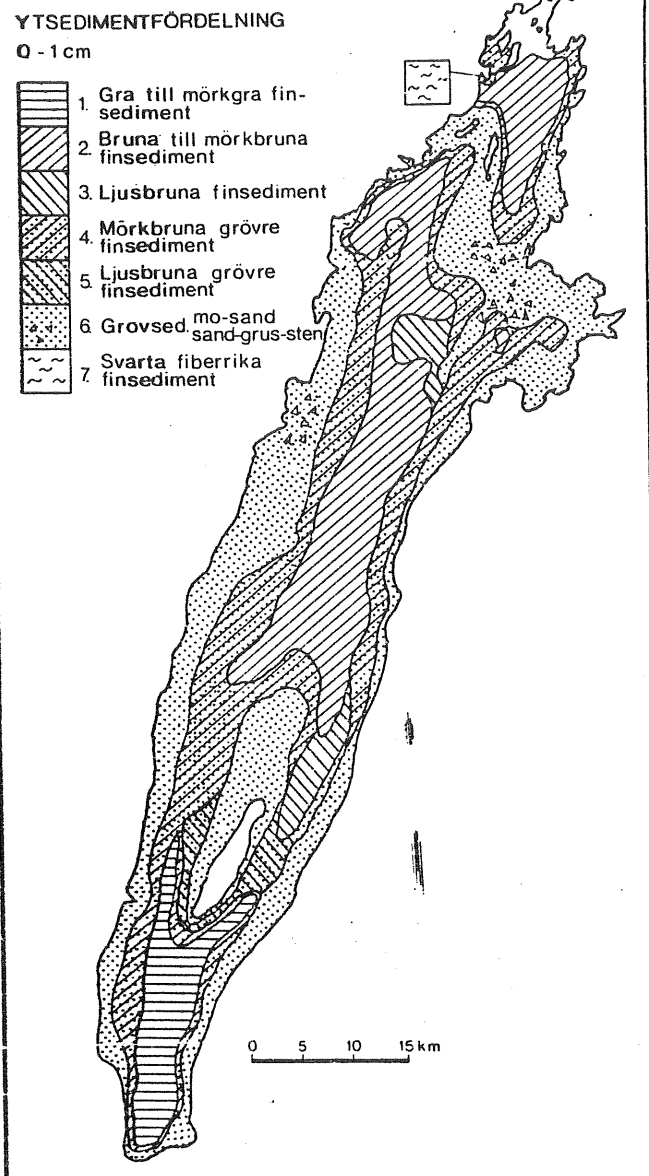 YTSEDIMENTFÖRDELNING
0 - 1 cm
1. Gra till mörkgra fin-
sediment
2. Bruna till mörkbruna
finsediment
3. Ljusbruna finsediment
4. Mörkbruna grövre
finsediment
5. Ljusbruna grövre
finsediment
6. Grovsed. mo-sand
sand-grus-sten
7. Svarta fiberrika
finsediment
0 5 10 15 km